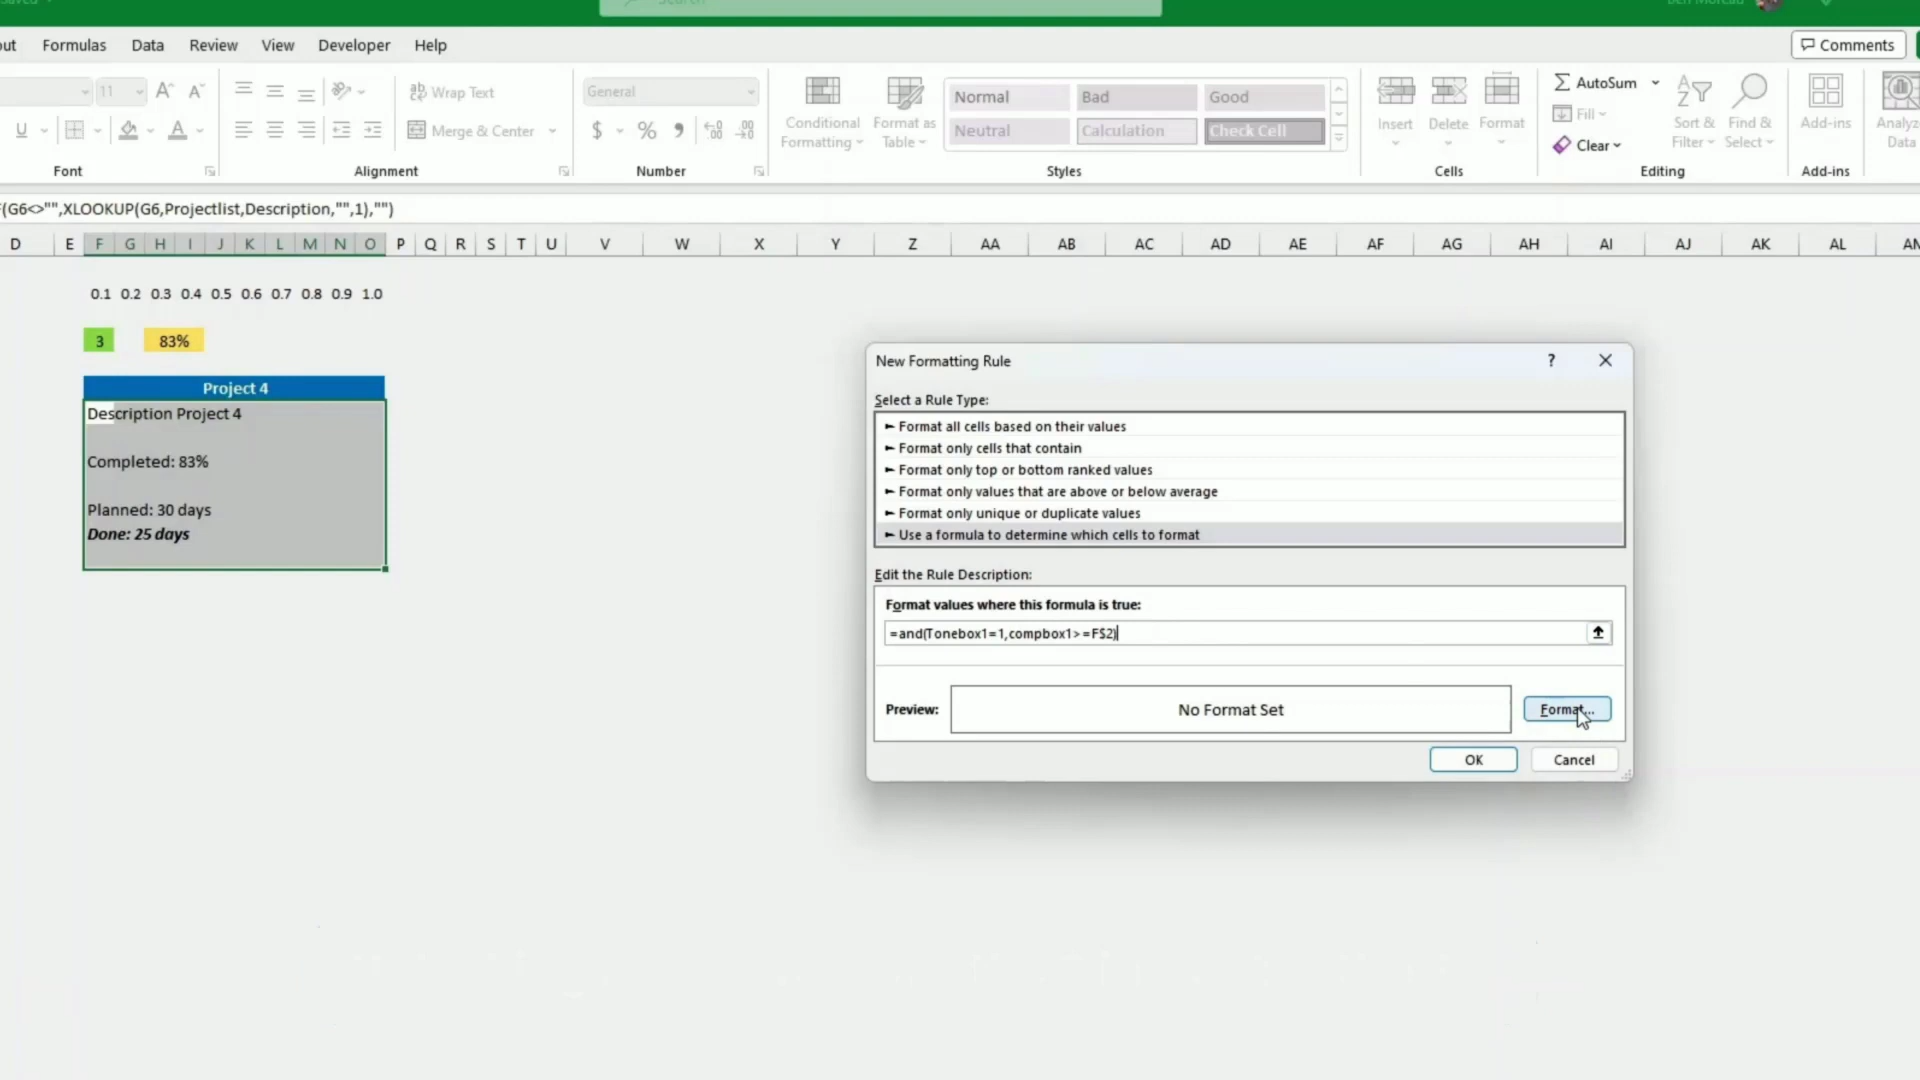 out Formulas Data Review View Developer Help Comments
11 Wrap Text General Conditional Formatting Format as Table Normal Bad Good Insert Delete Format AutoSum Sort & Filter Find & Select Add-ins Analyze Data
U A Merge & Center $ % Neutral Calculation Check Cell Fill
Clear
Font Alignment Number Styles Cells Editing Add-ins
(G6<>"",XLOOKUP(G6,Projectlist,Description,"",1),"")
D E F G H I J K L M N O P Q R S T U V W X Y Z AA AB AC AD AE AF AG AH AI AJ AK AL AM
0.1 0.2 0.3 0.4 0.5 0.6 0.7 0.8 0.9 1.0
3 83%
Project 4
Description Project 4
Completed: 83%
Planned: 30 days
Done: 25 days
New Formatting Rule ?
Select a Rule Type:
► Format all cells based on their values
► Format only cells that contain
► Format only top or bottom ranked values
► Format only values that are above or below average
► Format only unique or duplicate values
► Use a formula to determine which cells to format
Edit the Rule Description:
Format values where this formula is true:
=and(Tonebox1=1,compbox1>=F$2)
Preview: No Format Set Format...
OK Cancel